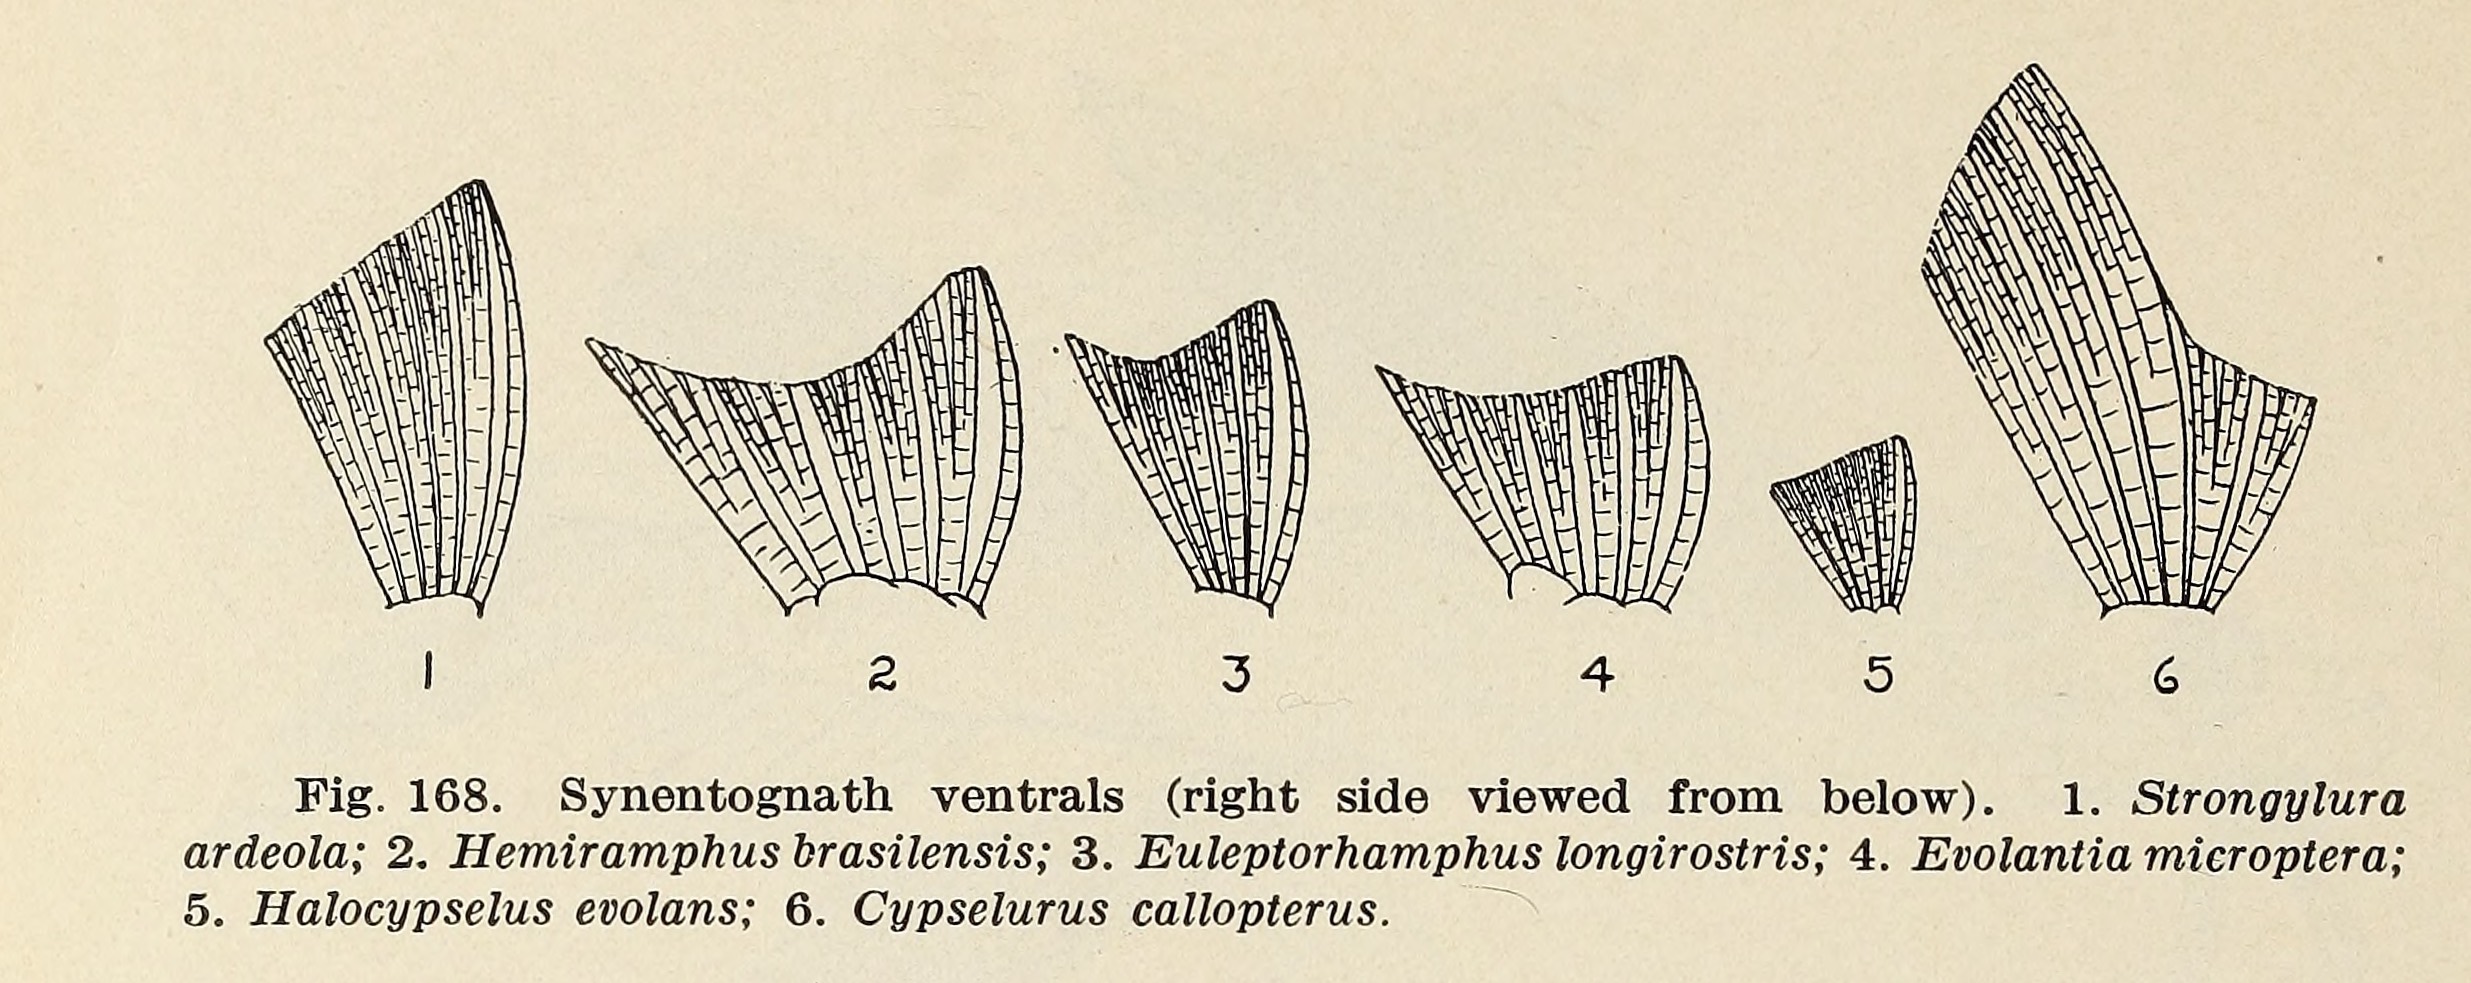 1 2 3 4 5 6
Fig. 168. Synentognath ventrals (right side viewed from below). 1. Strongylura
ardeola; 2. Hemiramphus brasilensis; 3. Euleptorhamphus longirostris; 4. Evolantia microptera;
5. Halocypselus evolans; 6. Cypselurus callopterus.